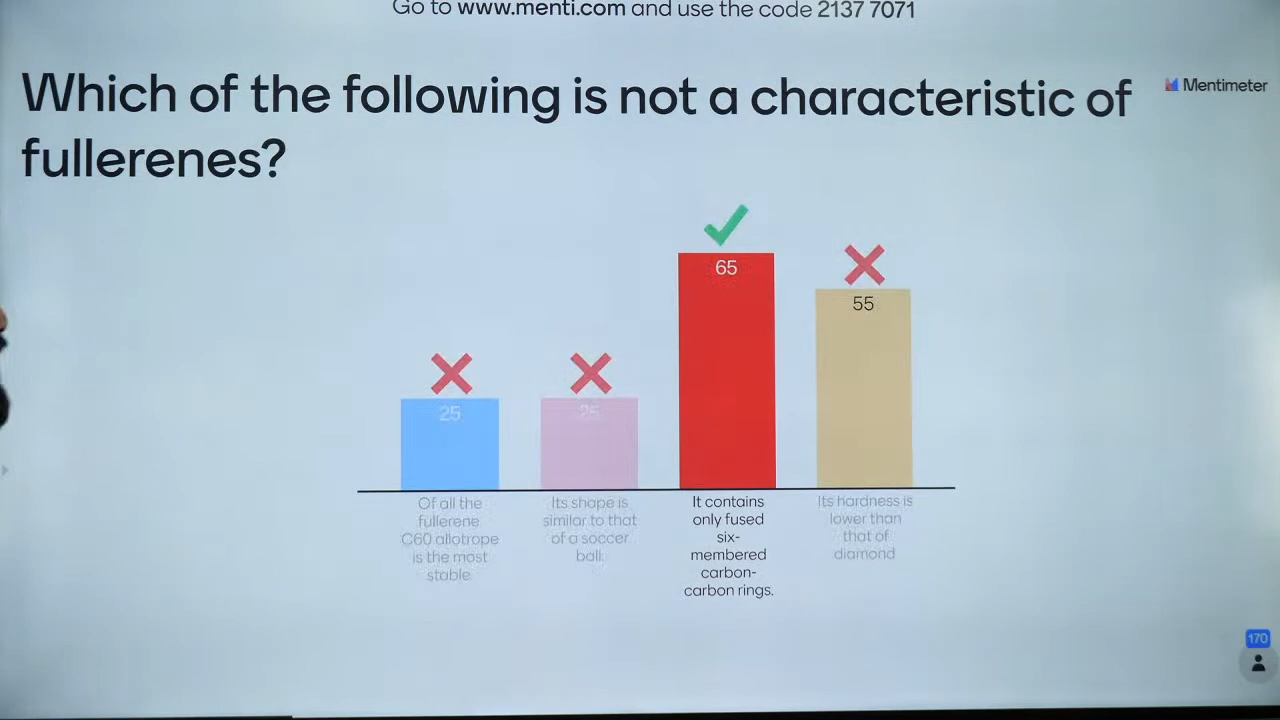 Go to www.menti.com and use the code 2137 7071
Which of the following is not a characteristic of
fullerenes?
Mentimeter
25
25
65
55
Of all the
fullerene
C60 allotrope
is the most
stable
Its shape is
similar to that
of a soccer
ball.
It contains
only fused
six-
membered
carbon-
carbon rings.
Its hardness is
lower than
that of
diamond
170